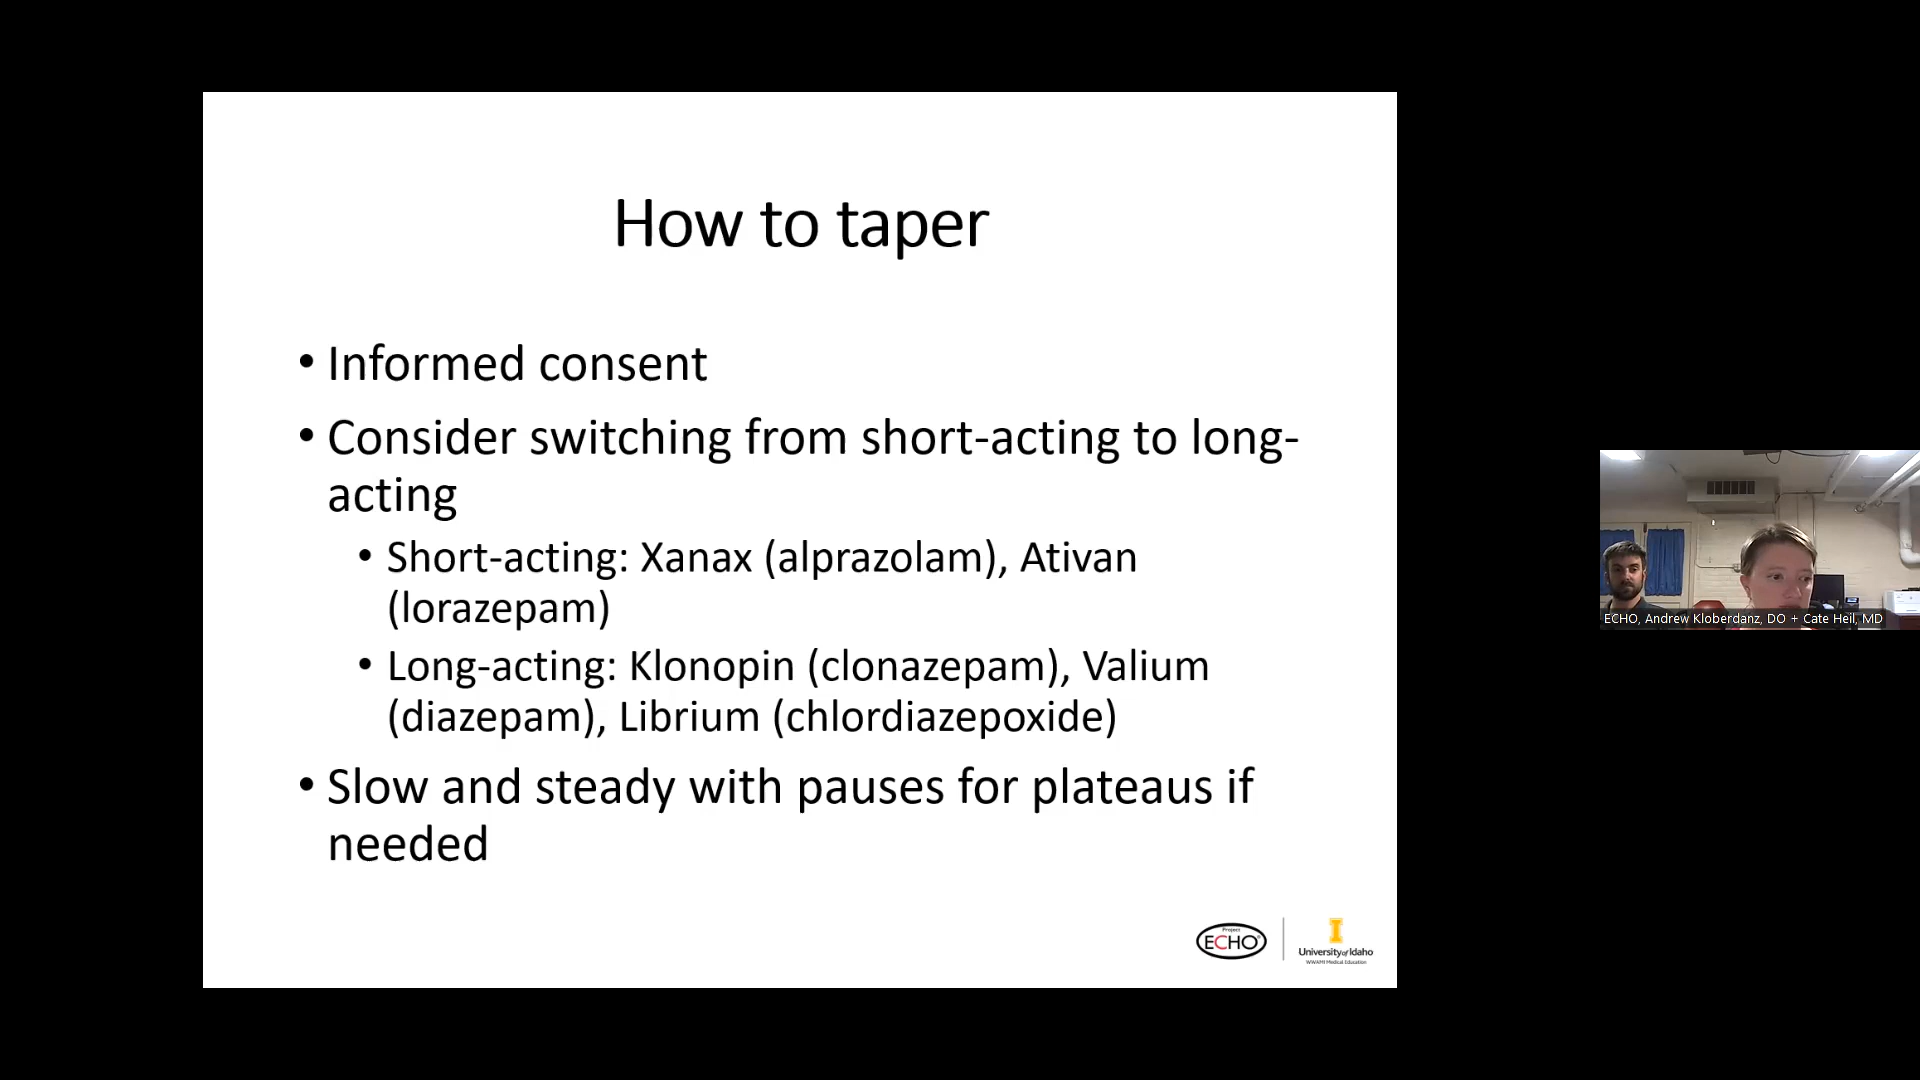 How to taper
• Informed consent
• Consider switching from short-acting to long-
acting
• Short-acting: Xanax (alprazolam), Ativan
(lorazepam)
• Long-acting: Klonopin (clonazepam), Valium
(diazepam), Librium (chlordiazepoxide)
• Slow and steady with pauses for plateaus if
needed
Project
ECHO
I
University of Idaho
WWAMI Medical Education
ECHO, Andrew Kloberdanz, DO + Cate Heil, MD